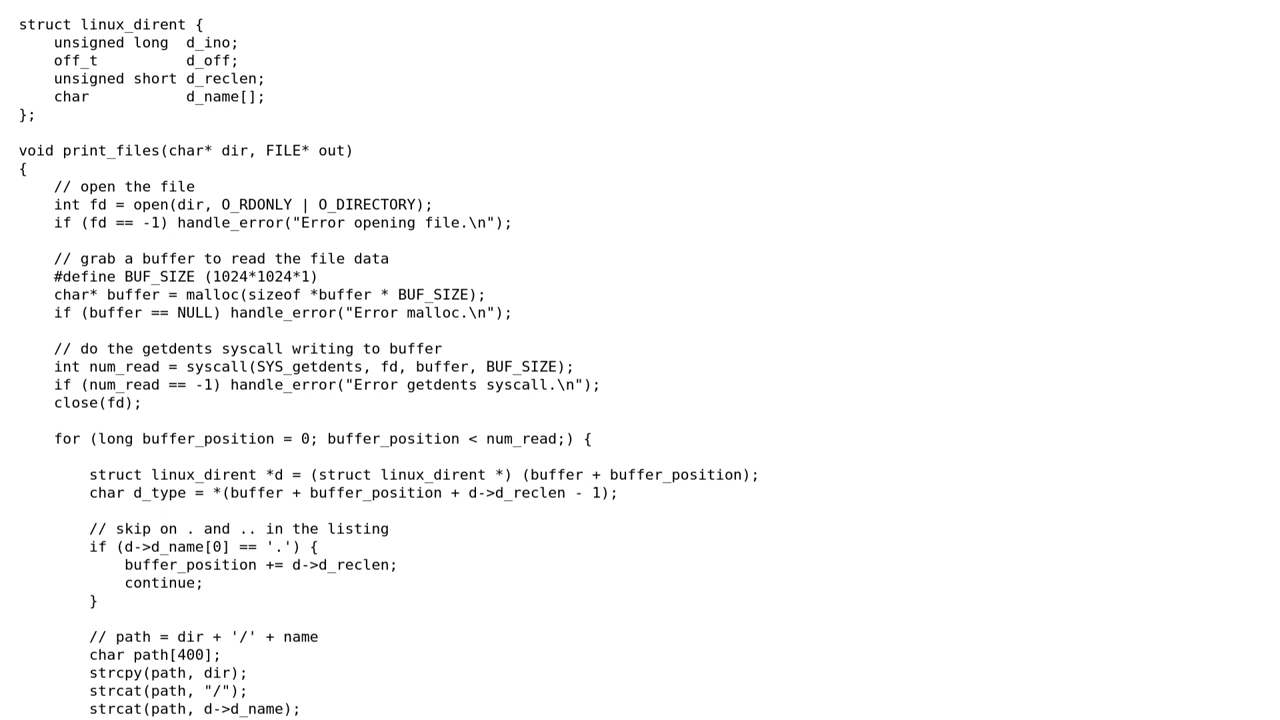 struct linux_dirent {
    unsigned long  d_ino;
    off_t          d_off;
    unsigned short d_reclen;
    char           d_name[];
};

void print_files(char* dir, FILE* out)
{
    // open the file
    int fd = open(dir, O_RDONLY | O_DIRECTORY);
    if (fd == -1) handle_error("Error opening file.\n");

    // grab a buffer to read the file data
    #define BUF_SIZE (1024*1024*1)
    char* buffer = malloc(sizeof *buffer * BUF_SIZE);
    if (buffer == NULL) handle_error("Error malloc.\n");

    // do the getdents syscall writing to buffer
    int num_read = syscall(SYS_getdents, fd, buffer, BUF_SIZE);
    if (num_read == -1) handle_error("Error getdents syscall.\n");
    close(fd);

    for (long buffer_position = 0; buffer_position < num_read;) {

        struct linux_dirent *d = (struct linux_dirent *) (buffer + buffer_position);
        char d_type = *(buffer + buffer_position + d->d_reclen - 1);

        // skip on . and .. in the listing
        if (d->d_name[0] == '.') {
            buffer_position += d->d_reclen;
            continue;
        }

        // path = dir + '/' + name
        char path[400];
        strcpy(path, dir);
        strcat(path, "/");
        strcat(path, d->d_name);